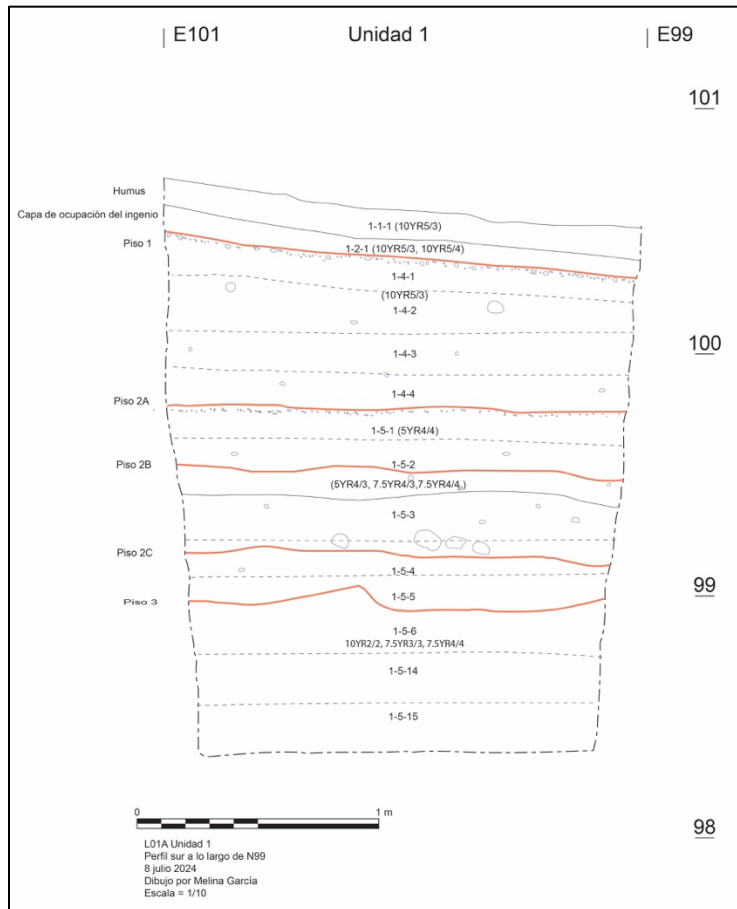 E101 Unidad 1 E99
101
Humus
1-1-1 (10YR5/3)
Capa de ocupación del ingenio
Piso 1
1-2-1 (10YR5/3, 10YR5/4)
1-4-1
(10YR5/3)
1-4-2
100
1-4-3
1-4-4
Piso 2A
1-5-1 (5YR4/4)
Piso 2B
1-5-2
(5YR4/3, 7.5YR4/3,7.5YR4/4,)
1-5-3
Piso 2C
1-5-4
99
1-5-5
Piso 3
1-5-6
10YR2/2, 7.5YR3/3, 7.5YR4/4
1-5-14
1-5-15
0 1 m
98
L01A Unidad 1
Perfil sur a lo largo de N99
8 julio 2024
Dibujo por Melina García
Escala = 1/10